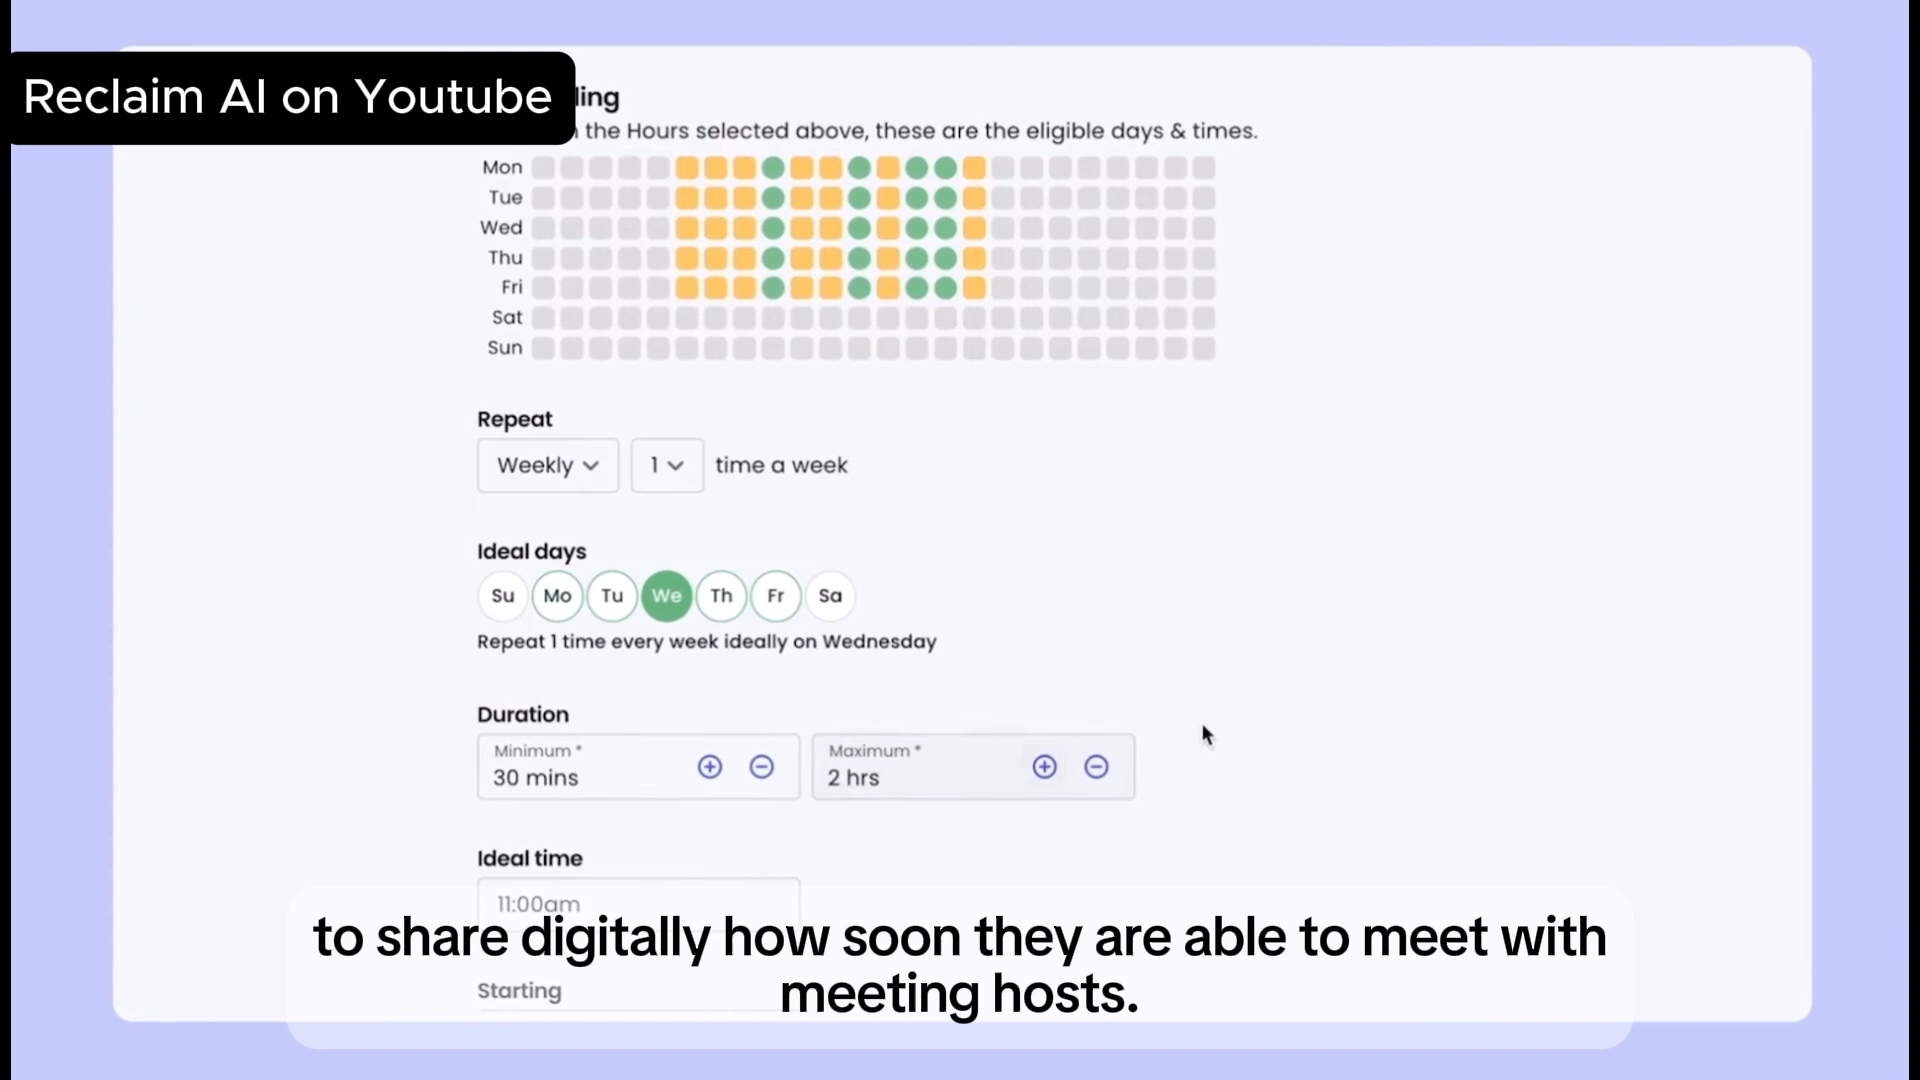 Reclaim AI on Youtube
ling
the Hours selected above, these are the eligible days & times.
Mon
Tue
Wed
Thu
Fri
Sat
Sun
Repeat
Weekly
1
time a week
Ideal days
Su Mo Tu We Th Fr Sa
Repeat 1 time every week ideally on Wednesday
Duration
Minimum *
30 mins
Maximum *
2 hrs
Ideal time
11:00am
Starting
to share digitally how soon they are able to meet with
meeting hosts.